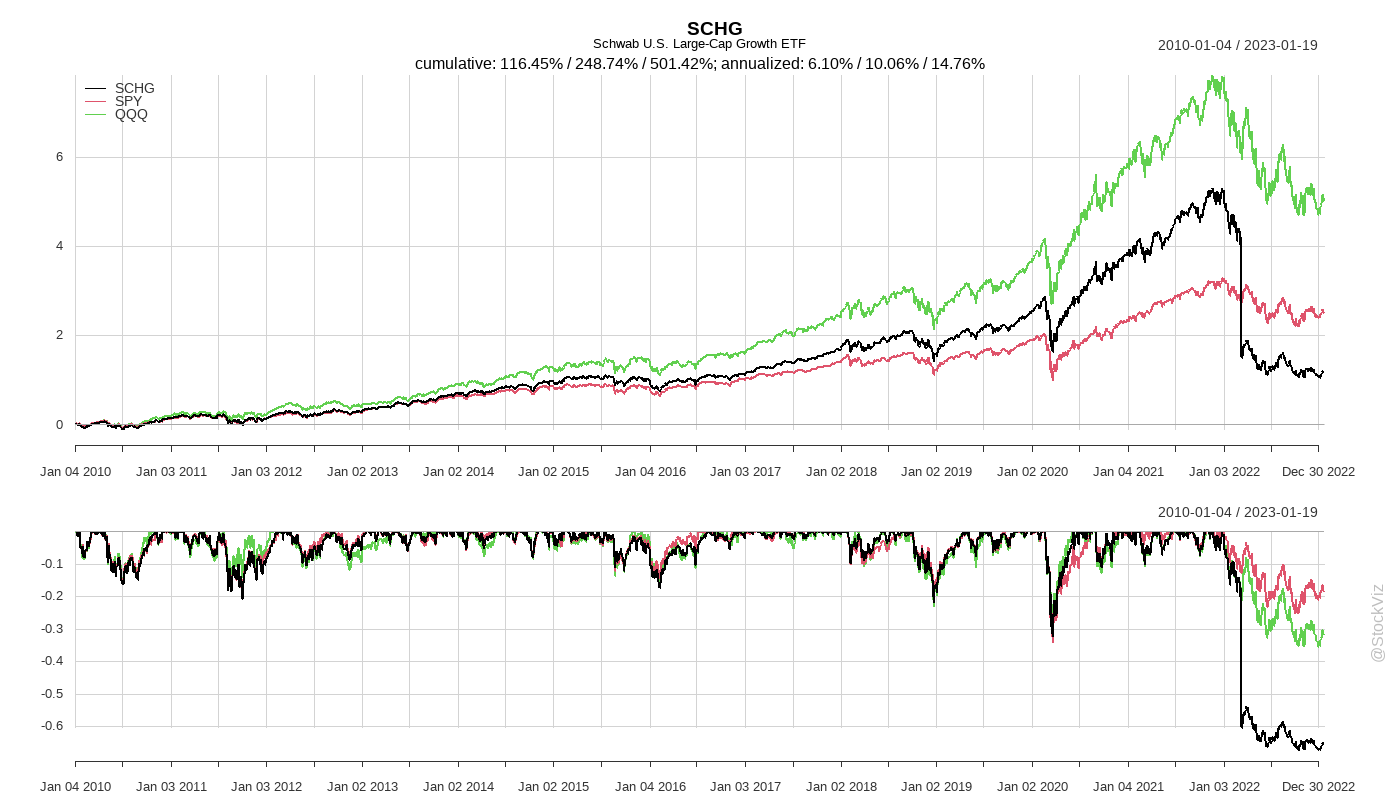 SCHG
Schwab U.S. Large-Cap Growth ETF
2010-01-04 / 2023-01-19
cumulative: 116.45% / 248.74% / 501.42%; annualized: 6.10% / 10.06% / 14.76%
SCHG
SPY
QQQ
6
4
2
0
Jan 04 2010 Jan 03 2011 Jan 03 2012 Jan 02 2013 Jan 02 2014 Jan 02 2015 Jan 04 2016 Jan 03 2017 Jan 02 2018 Jan 02 2019 Jan 02 2020 Jan 04 2021 Jan 03 2022 Dec 30 2022
2010-01-04 / 2023-01-19
-0.1
-0.2
-0.3
-0.4
-0.5
-0.6
Jan 04 2010 Jan 03 2011 Jan 03 2012 Jan 02 2013 Jan 02 2014 Jan 02 2015 Jan 04 2016 Jan 03 2017 Jan 02 2018 Jan 02 2019 Jan 02 2020 Jan 04 2021 Jan 03 2022 Dec 30 2022
@StockViz